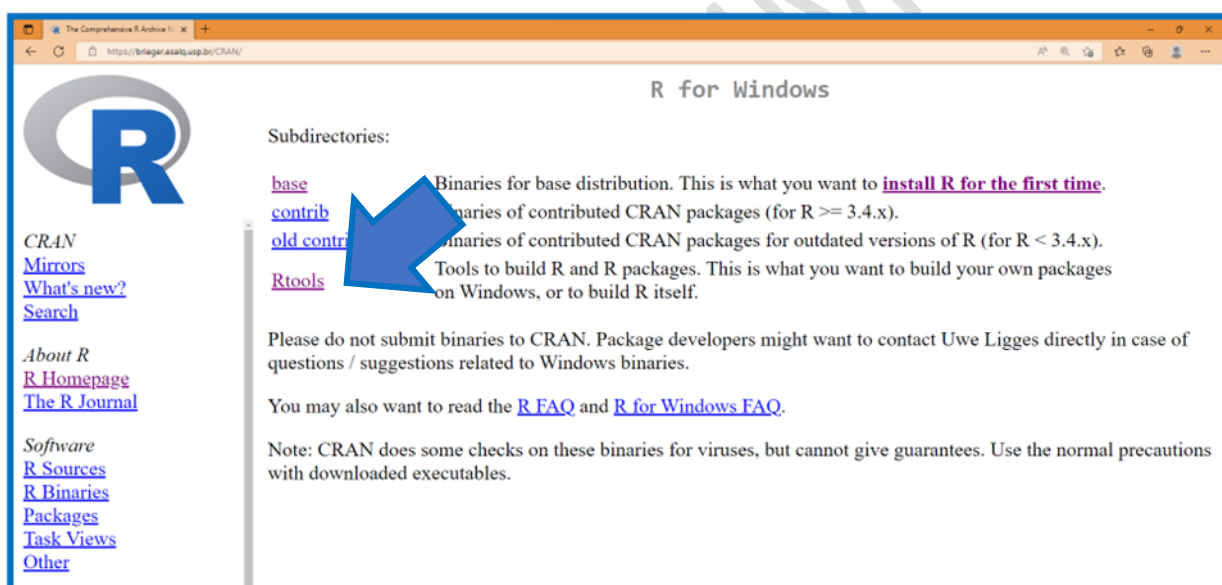 The Comprehensive R Archive N
https://brieger.esalq.usp.br/CRAN/
R
R for Windows
Subdirectories:
base Binaries for base distribution. This is what you want to install R for the first time.
contrib of contributed CRAN packages (for R >= 3.4.x).
old contri of contributed CRAN packages for outdated versions of R (for R < 3.4.x).
Rtools Tools to build R and R packages. This is what you want to build your own packages
on Windows, or to build R itself.
Please do not submit binaries to CRAN. Package developers might want to contact Uwe Ligges directly in case of
questions / suggestions related to Windows binaries.
You may also want to read the R FAQ and R for Windows FAQ.
Note: CRAN does some checks on these binaries for viruses, but cannot give guarantees. Use the normal precautions
with downloaded executables.
CRAN
Mirrors
What's new?
Search
About R
R Homepage
The R Journal
Software
R Sources
R Binaries
Packages
Task Views
Other